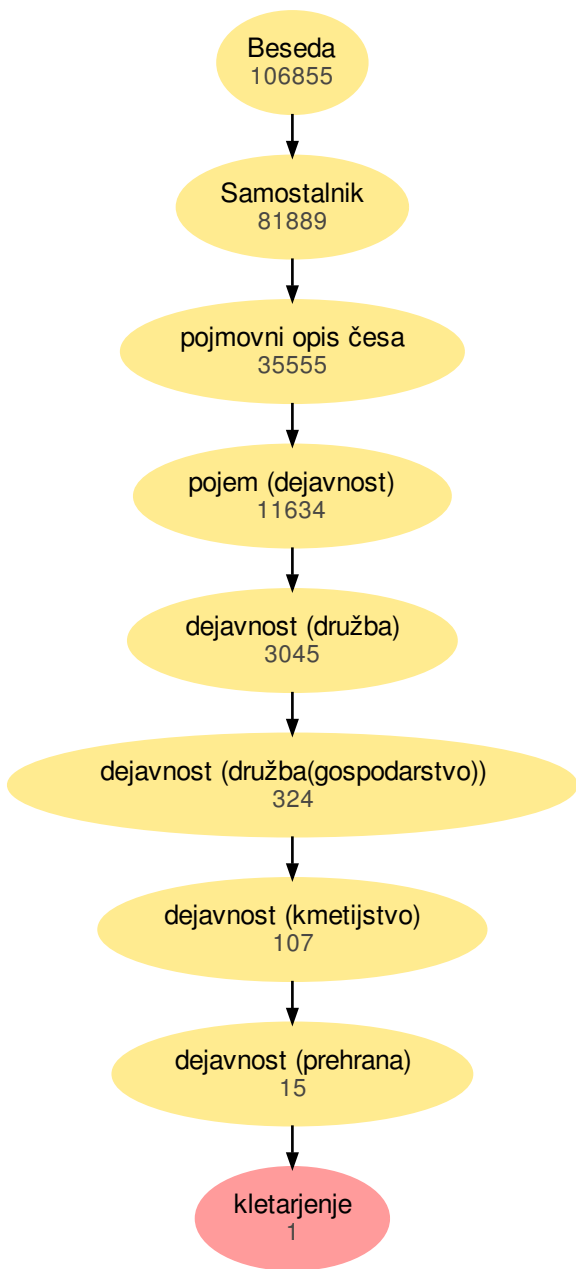 Beseda
106855
Samostalnik
81889
pojmovni opis česa
35555
pojem (dejavnost)
11634
dejavnost (družba)
3045
dejavnost (družba(gospodarstvo))
324
dejavnost (kmetijstvo)
107
dejavnost (prehrana)
15
kletarjenje
1